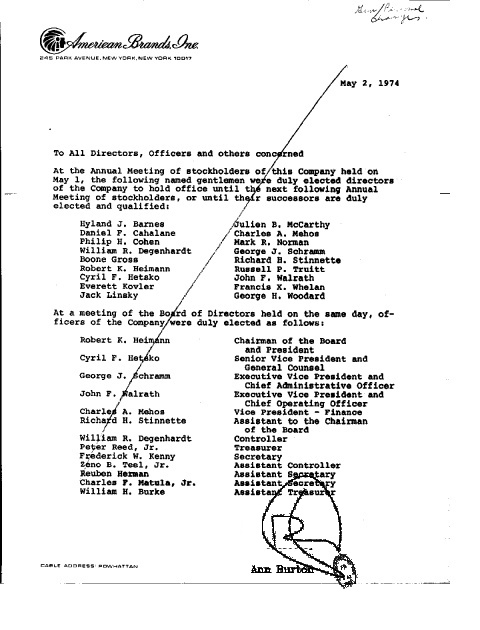 American Brands, Inc.
245 PARK AVENUE, NEW YORK, NEW YORK 10017
May 2, 1974
To All Directors, Officers and others concerned
At the Annual Meeting of stockholders of this Company held on
May 1, the following named gentlemen were duly elected directors
of the Company to hold office until the next following Annual
Meeting of stockholders, or until their successors are duly
elected and qualified:
Hyland J. Barnes Julien B. McCarthy
Daniel F. Cahalane Charles A. Mehos
Philip H. Cohen Mark R. Norman
William R. Degenhardt George J. Schramm
Boone Gross Richard H. Stinnette
Robert K. Heimann Russell P. Truitt
Cyril F. Hetsko John F. Walrath
Everett Kovler Francis X. Whelan
Jack Linsky George H. Woodard
At a meeting of the Board of Directors held on the same day, of-
ficers of the Company were duly elected as follows:
Robert K. Heimann Chairman of the Board
and President
Cyril F. Hetsko Senior Vice President and
General Counsel
George J. Schramm Executive Vice President and
Chief Administrative Officer
John F. Walrath Executive Vice President and
Chief Operating Officer
Charles A. Mehos Vice President - Finance
Richard H. Stinnette Assistant to the Chairman
of the Board
William R. Degenhardt Controller
Peter Reed, Jr. Treasurer
Frederick W. Kenny Secretary
Zeno B. Teel, Jr. Assistant Controller
Reuben Herman Assistant Secretary
Charles F. Matula, Jr. Assistant Secretary
William H. Burke Assistant Treasurer
Ann Burton
CABLE ADDRESS: POWHATTAN